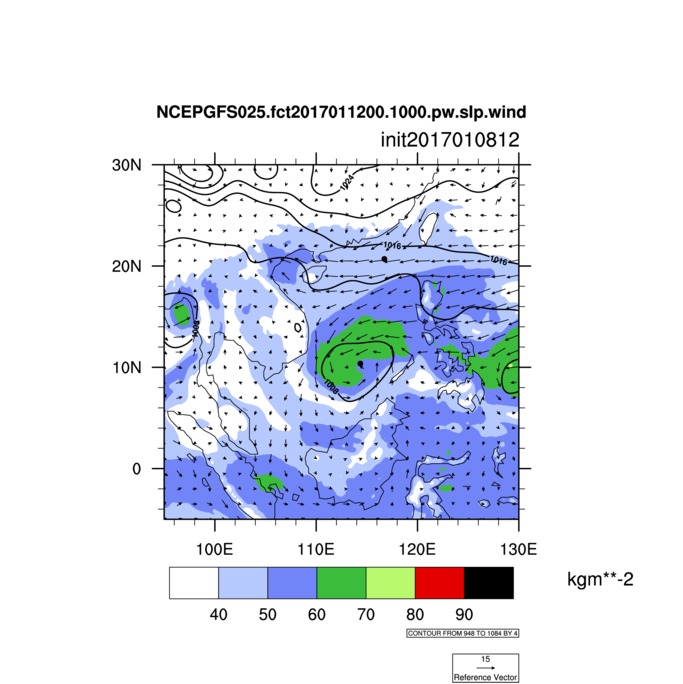 NCEPGFS025.fct2017011200.1000.pw.slp.wind
init2017010812
30N
1024
1016
1016
20N
1008
10N
1008
0
100E 110E 120E 130E
kgm**-2
40 50 60 70 80 90
CONTOUR FROM 948 TO 1084 BY 4
15
Reference Vector